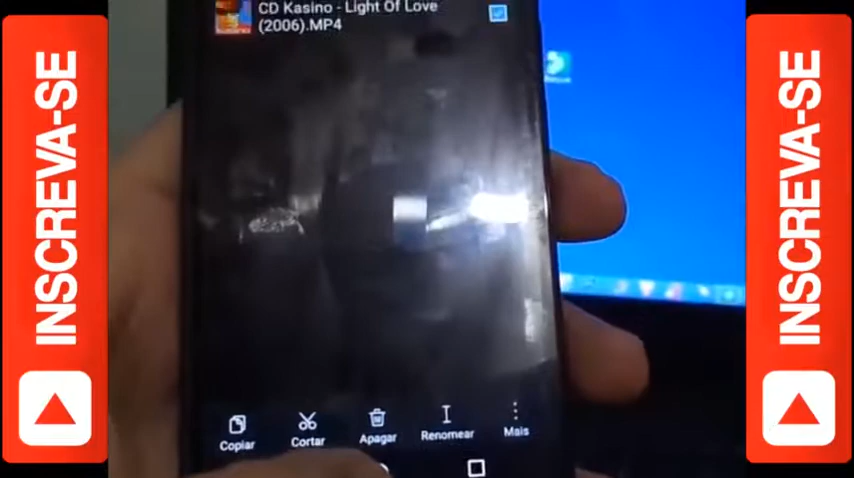 INSCREVA-SE
CD Kasino - Light Of Love
(2006).MP4
Copiar
Cortar
Apagar
Renomear
Mais
INSCREVA-SE